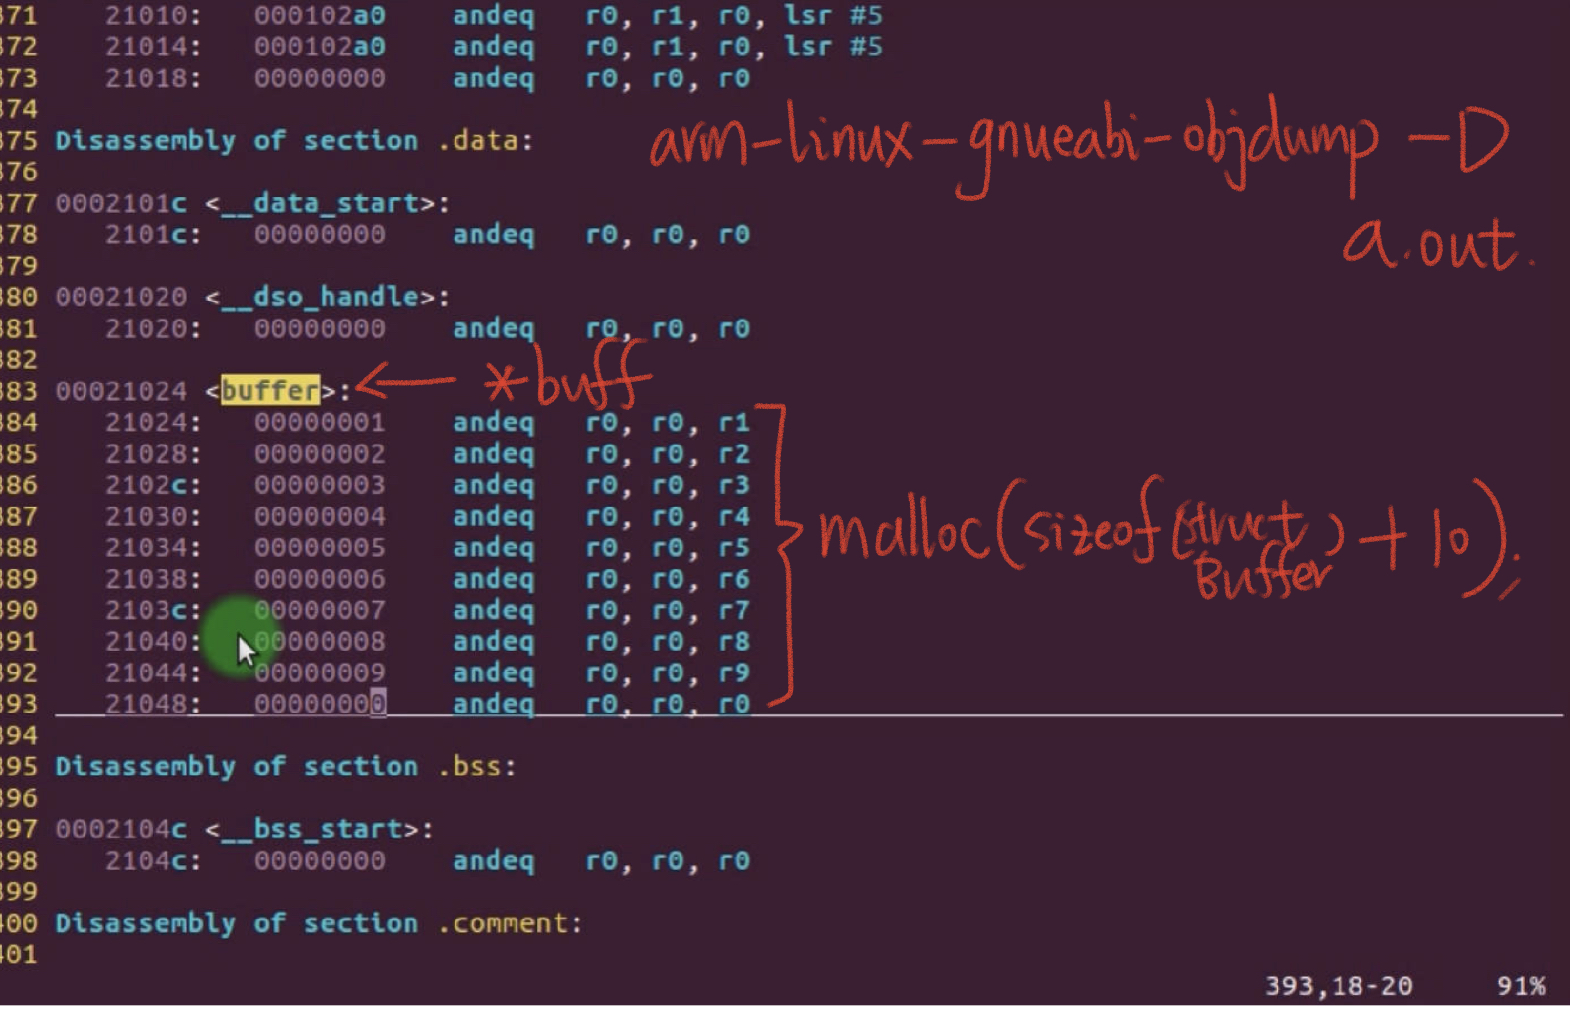 371 21010: 000102a0 andeq r0, r1, r0, lsr #5
372 21014: 000102a0 andeq r0, r1, r0, lsr #5
373 21018: 00000000 andeq r0, r0, r0
374
375 Disassembly of section .data:
arm-linux-gnueabi-objdump -D
a.out.
376
377 0002101c <__data_start>:
378 2101c: 00000000 andeq r0, r0, r0
379
380 00021020 <__dso_handle>:
381 21020: 00000000 andeq r0, r0, r0
382
383 00021024 <buffer>: ← *buff
384 21024: 00000001 andeq r0, r0, r1
385 21028: 00000002 andeq r0, r0, r2
386 2102c: 00000003 andeq r0, r0, r3
387 21030: 00000004 andeq r0, r0, r4
388 21034: 00000005 andeq r0, r0, r5
malloc(sizeof(struct
Buffer)+10);
389 21038: 00000006 andeq r0, r0, r6
390 2103c: 00000007 andeq r0, r0, r7
391 21040: 00000008 andeq r0, r0, r8
392 21044: 00000009 andeq r0, r0, r9
393 21048: 00000000 andeq r0, r0, r0
394
395 Disassembly of section .bss:
396
397 0002104c <__bss_start>:
398 2104c: 00000000 andeq r0, r0, r0
399
400 Disassembly of section .comment:
401
393,18-20 91%